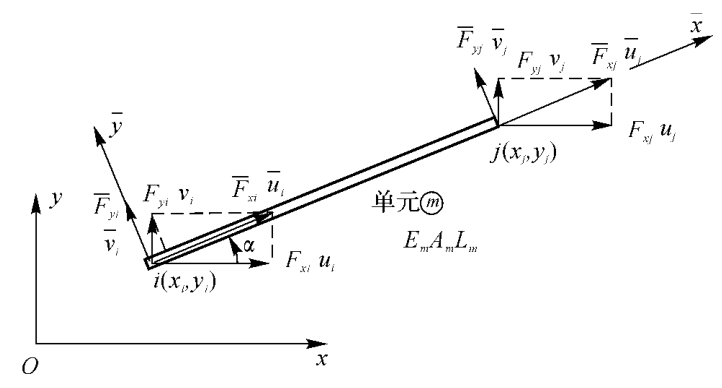 x̄
F̄yj v̄j
Fyj vj
F̄xj ūj
Fxj uj
j(xj,yj)
ȳ
y
F̄yi
v̄i
Fyi vi
F̄xi ūi
α
单元ⓜ
EmAmLm
Fxi ui
i(xi,yi)
x
O